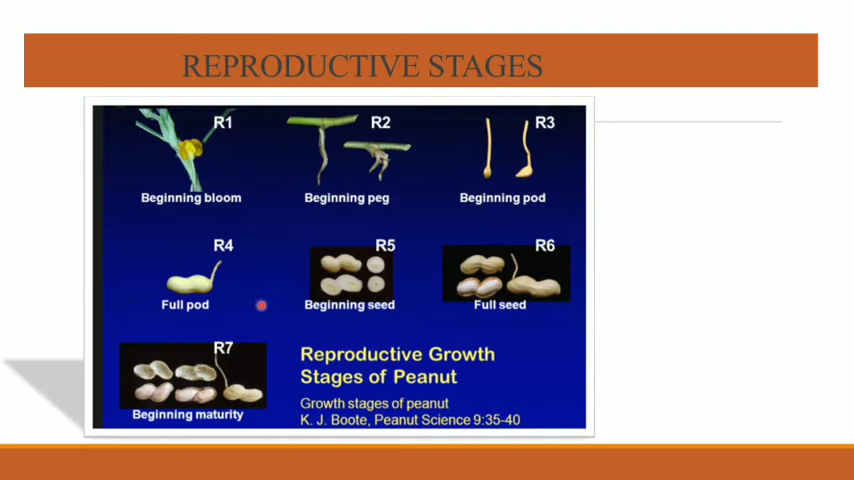 REPRODUCTIVE STAGES
R1
Beginning bloom
R2
Beginning peg
R3
Beginning pod
R4
Full pod
R5
Beginning seed
R6
Full seed
R7
Beginning maturity
Reproductive Growth
Stages of Peanut
Growth stages of peanut
K. J. Boote, Peanut Science 9:35-40